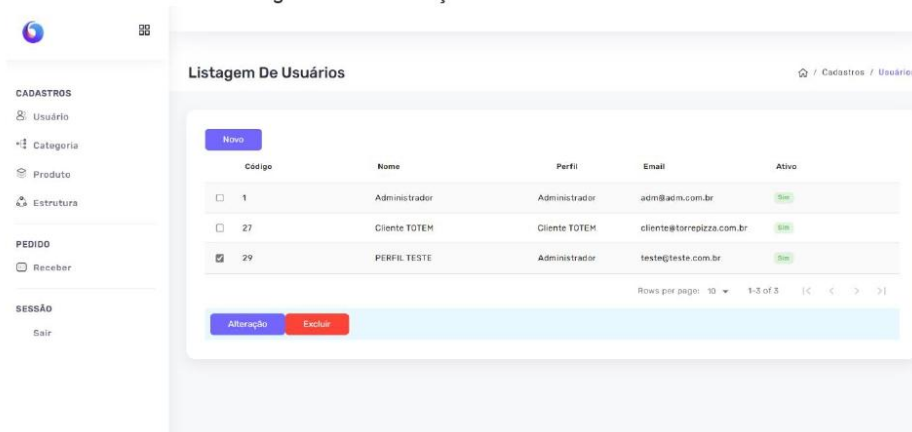 Listagem De Usuários
/ Cadastros / Usuários
CADASTROS
Usuário
Categoria
Produto
Estrutura
PEDIDO
Receber
SESSÃO
Sair
Novo
Código Nome Perfil Email Ativo
1 Administrador Administrador adm@adm.com.br Sim
27 Cliente TOTEM Cliente TOTEM cliente@torrepizza.com.br Sim
29 PERFIL TESTE Administrador teste@teste.com.br Sim
Rows per page: 10 1-3 of 3 |< < > >|
Alteração Excluir